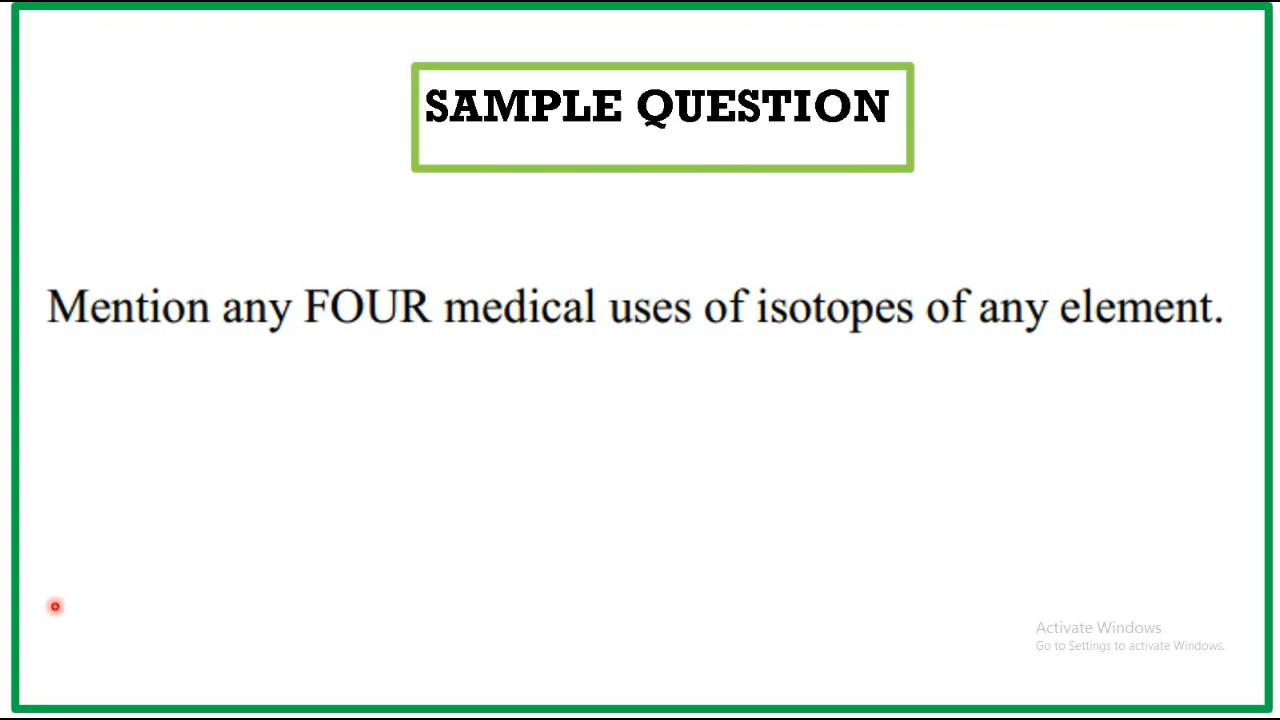 SAMPLE QUESTION
Mention any FOUR medical uses of isotopes of any element.
Activate Windows
Go to Settings to activate Windows.